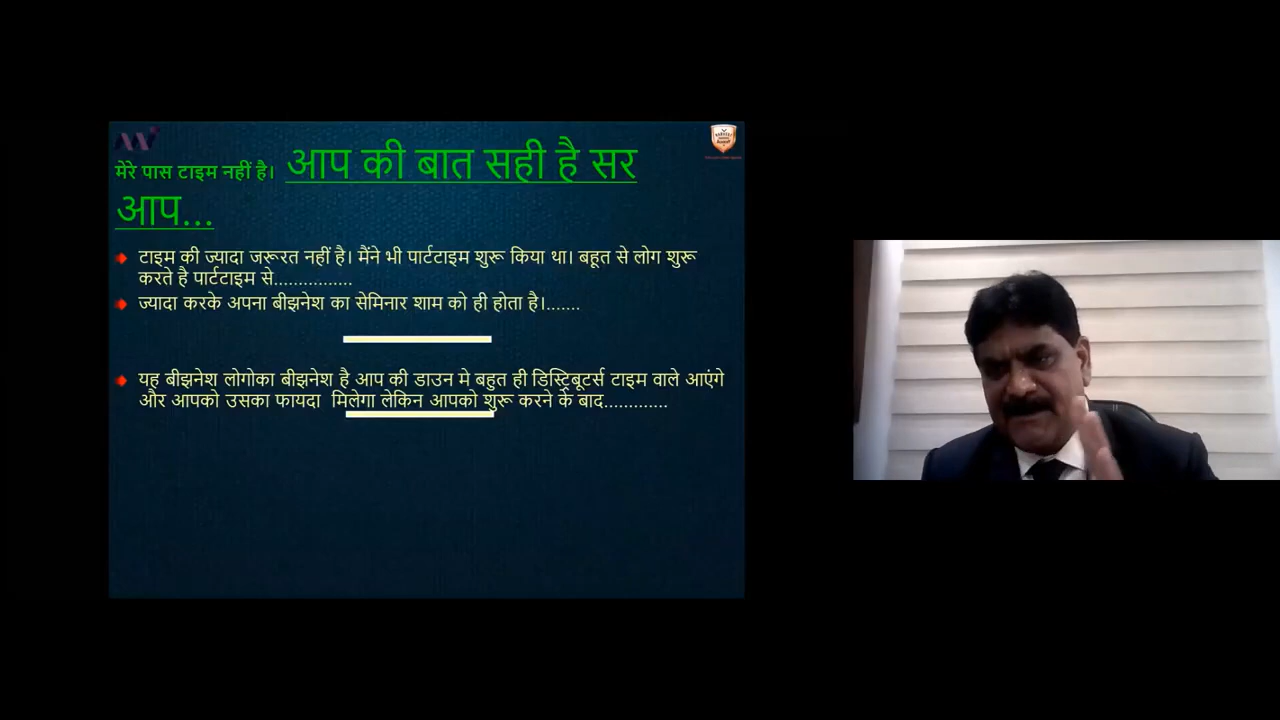 मेरे पास टाइम नहीं है। आप की बात सही है सर
आप...
टाइम की ज्यादा जरूरत नहीं है। मैंने भी पार्टटाइम शुरू किया था। बहूत से लोग शुरू
करते है पार्टटाइम से................
ज्यादा करके अपना बीझनेश का सेमिनार शाम को ही होता है।.......
यह बीझनेश लोगोका बीझनेश है आप की डाउन मे बहुत ही डिस्ट्रिबूटर्स टाइम वाले आएंगे
और आपको उसका फायदा मिलेगा लेकिन आपको शुरू करने के बाद.............